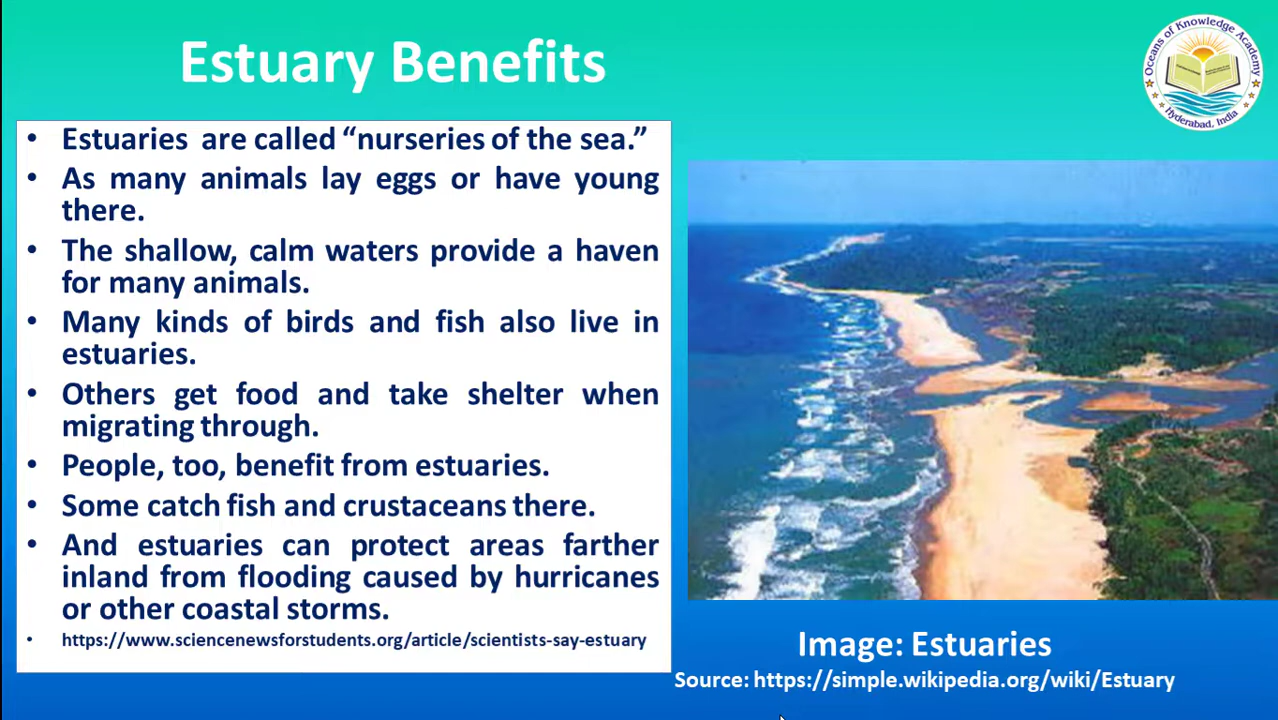 Estuary Benefits
Oceans of Knowledge Academy
Hyderabad, India
• Estuaries are called “nurseries of the sea.”
• As many animals lay eggs or have young
there.
• The shallow, calm waters provide a haven
for many animals.
• Many kinds of birds and fish also live in
estuaries.
• Others get food and take shelter when
migrating through.
• People, too, benefit from estuaries.
• Some catch fish and crustaceans there.
• And estuaries can protect areas farther
inland from flooding caused by hurricanes
or other coastal storms.
• https://www.sciencenewsforstudents.org/article/scientists-say-estuary
Image: Estuaries
Source: https://simple.wikipedia.org/wiki/Estuary